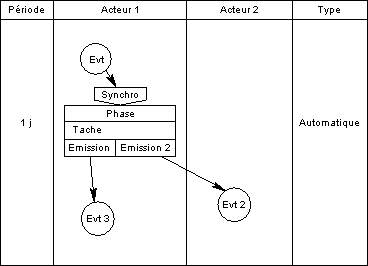 Période Acteur 1 Acteur 2 Type
Evt
Synchro
Phase
1 j Tache Automatique
Emission Emission 2
Evt 2
Evt 3